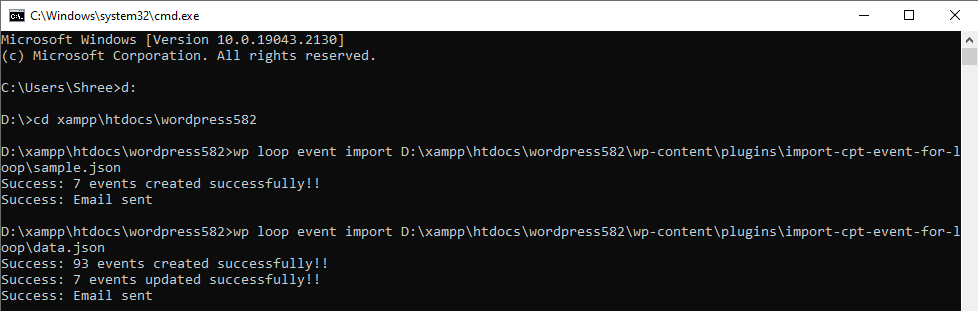 C:\Windows\system32\cmd.exe
Microsoft Windows [Version 10.0.19043.2130]
(c) Microsoft Corporation. All rights reserved.
C:\Users\Shree>d:
D:\>cd xampp\htdocs\wordpress582
D:\xampp\htdocs\wordpress582>wp loop event import D:\xampp\htdocs\wordpress582\wp-content\plugins\import-cpt-event-for-l
oop\sample.json
Success: 7 events created successfully!!
Success: Email sent
D:\xampp\htdocs\wordpress582>wp loop event import D:\xampp\htdocs\wordpress582\wp-content\plugins\import-cpt-event-for-l
oop\data.json
Success: 93 events created successfully!!
Success: 7 events updated successfully!!
Success: Email sent